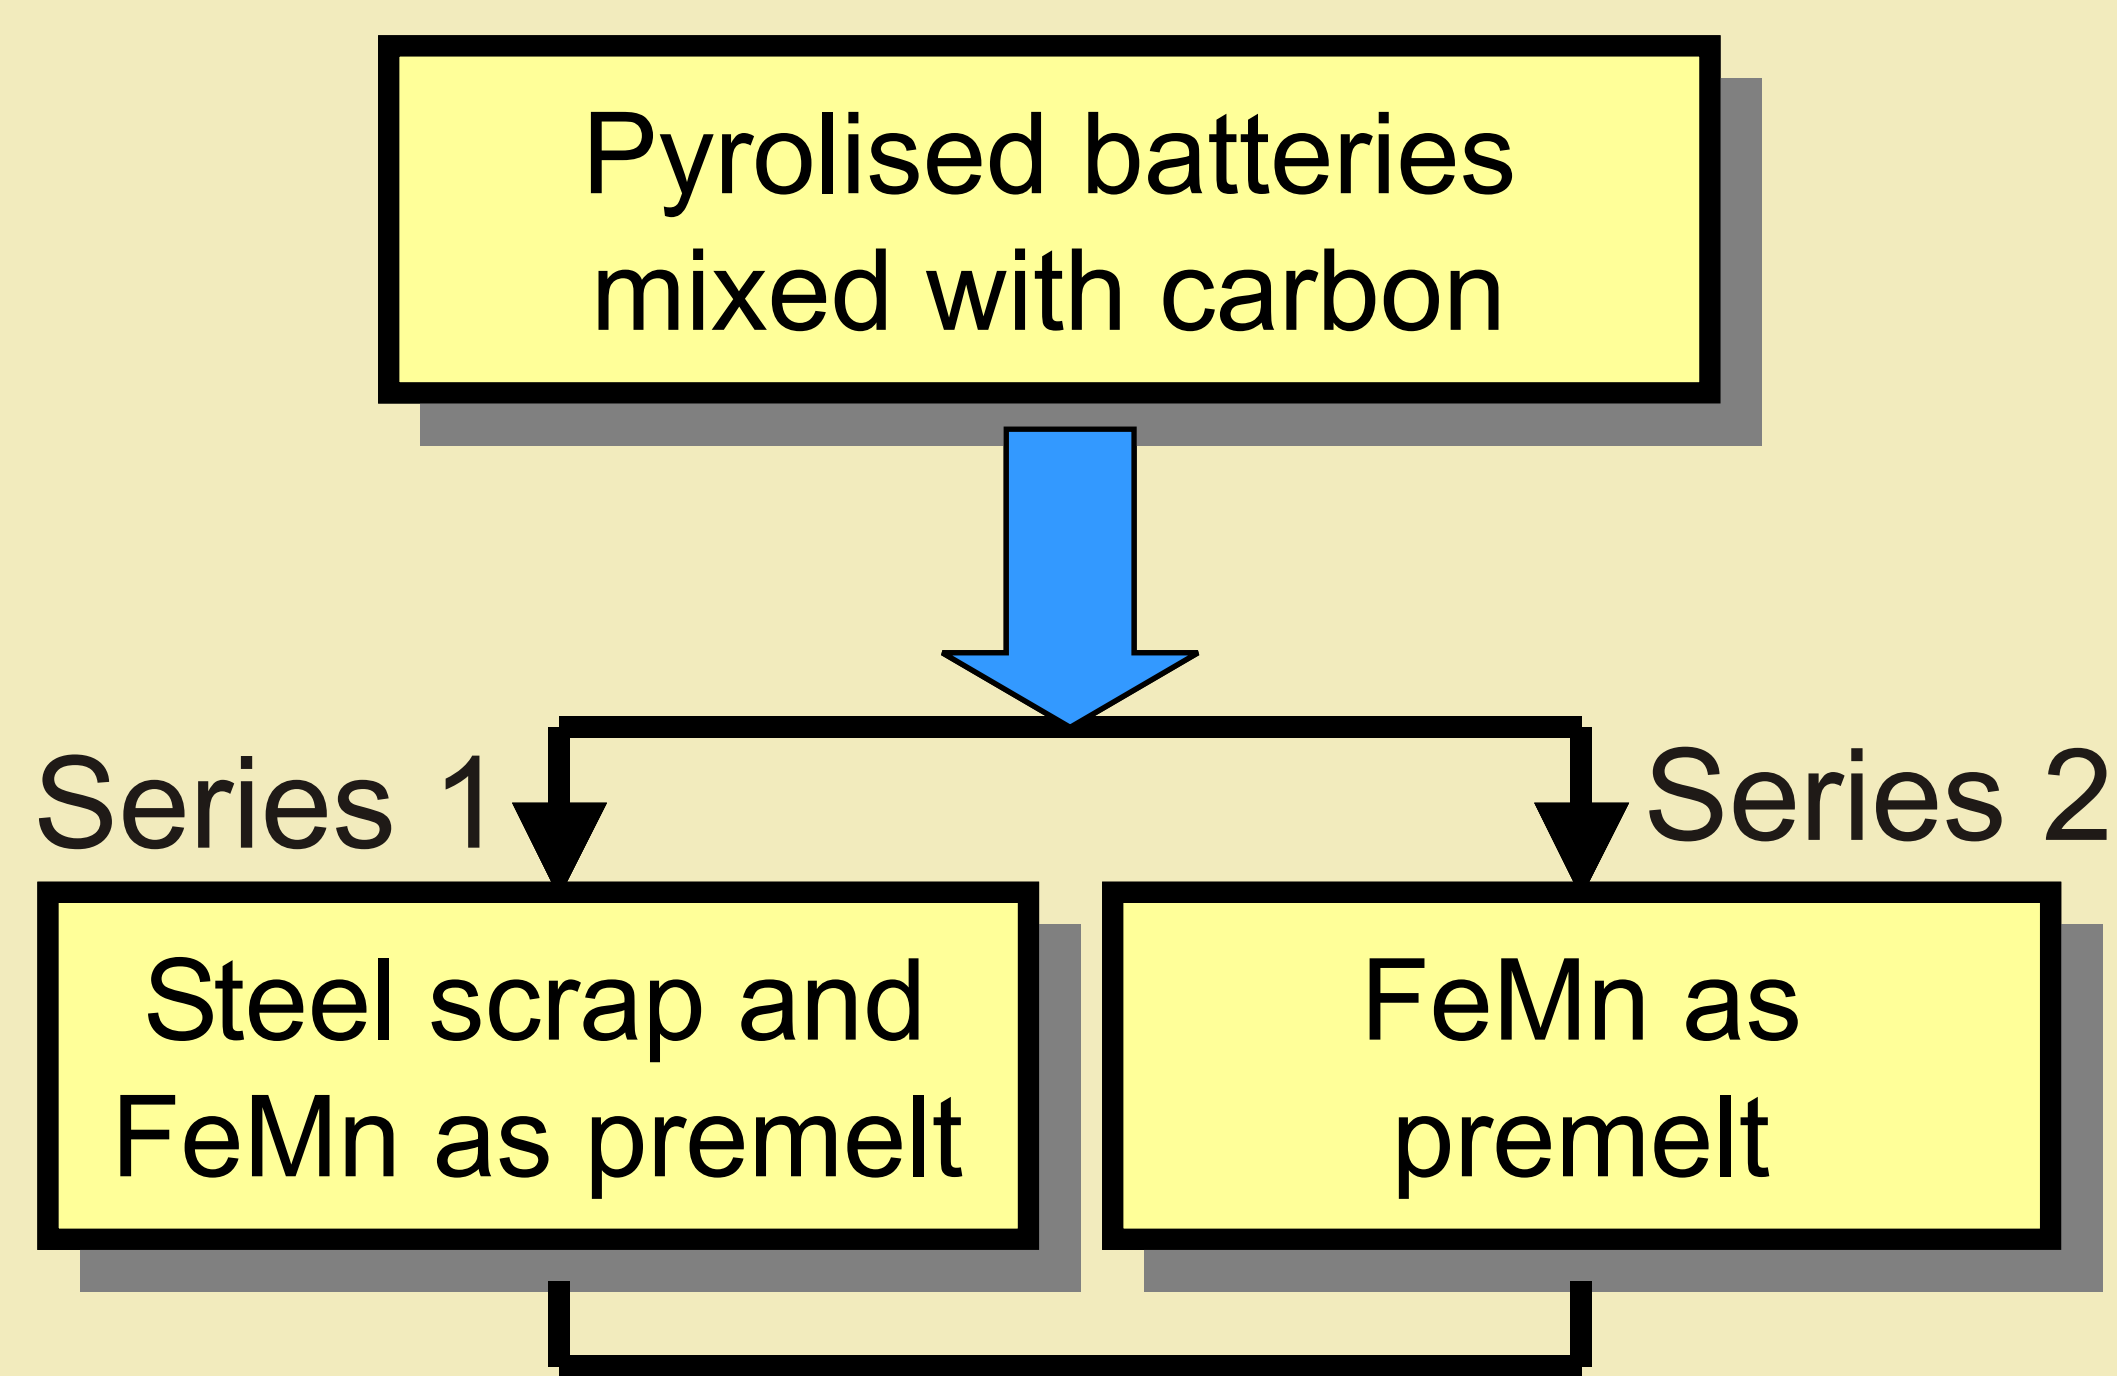 Pyrolised batteries
mixed with carbon
Series 1
Series 2
Steel scrap and
FeMn as premelt
FeMn as
premelt